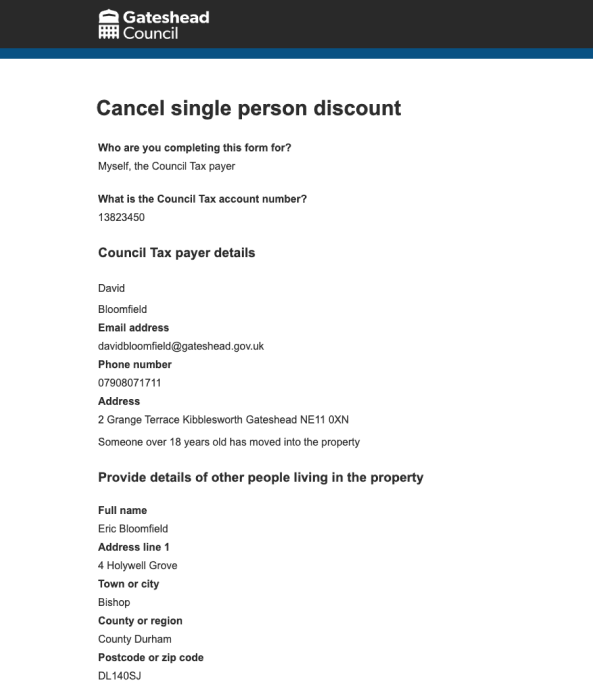 Gateshead
Council
Cancel single person discount
Who are you completing this form for?
Myself, the Council Tax payer
What is the Council Tax account number?
13823450
Council Tax payer details
David
Bloomfield
Email address
davidbloomfield@gateshead.gov.uk
Phone number
07908071711
Address
2 Grange Terrace Kibblesworth Gateshead NE11 0XN
Someone over 18 years old has moved into the property
Provide details of other people living in the property
Full name
Eric Bloomfield
Address line 1
4 Holywell Grove
Town or city
Bishop
County or region
County Durham
Postcode or zip code
DL140SJ